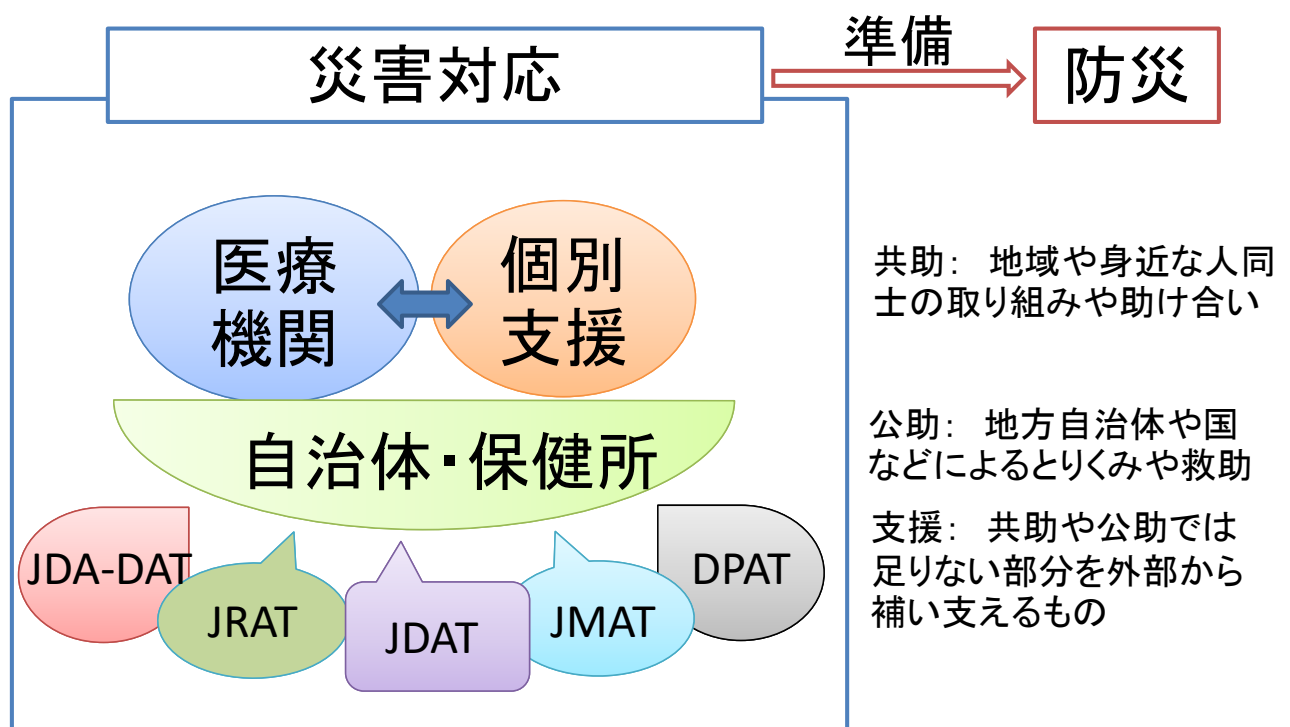 災害対応
準備
防災
医療
機関
個別
支援
共助： 地域や身近な人同
士の取り組みや助け合い
自治体・保健所
公助： 地方自治体や国
などによるとりくみや救助
JDA-DAT
JRAT
JDAT
JMAT
DPAT
支援： 共助や公助では
足りない部分を外部から
補い支えるもの